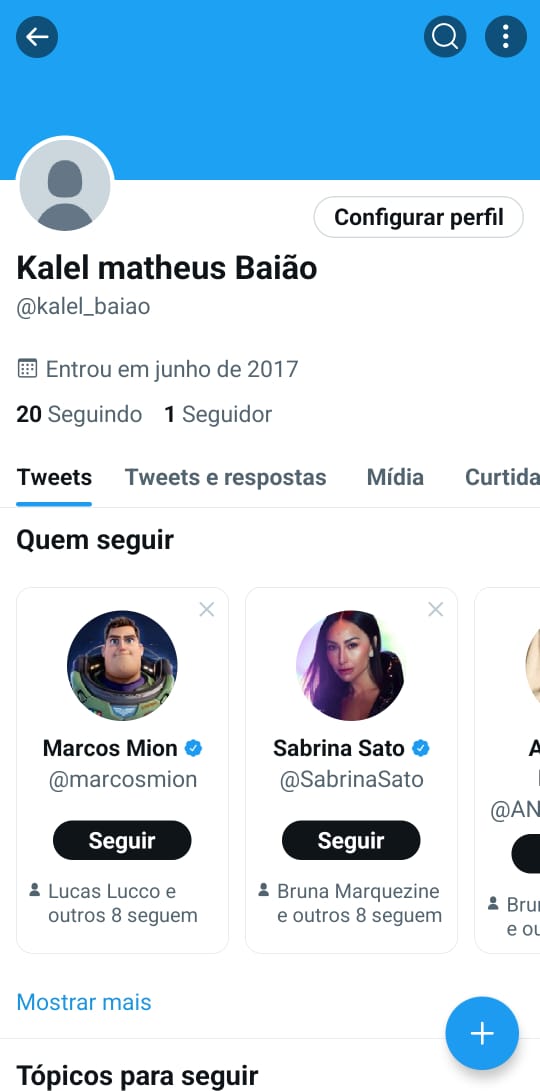 Configurar perfil
Kalel matheus Baião
@kalel_baiao
Entrou em junho de 2017
20 Seguindo 1 Seguidor
Tweets Tweets e respostas Mídia Curtida
Quem seguir
Marcos Mion
@marcosmion
Seguir
Lucas Lucco e
outros 8 seguem
Sabrina Sato
@SabrinaSato
Seguir
Bruna Marquezine
e outros 8 seguem
A
@AN
Bru
e ou
Mostrar mais
Tópicos para seguir